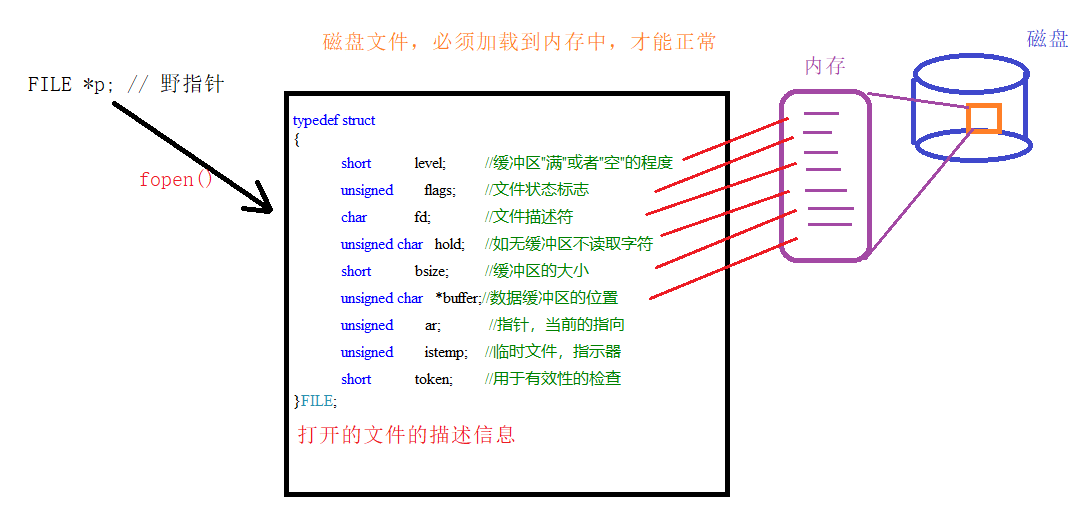 磁盘文件，必须加载到内存中，才能正常
磁盘
内存
FILE *p; // 野指针
fopen()
typedef struct
{
short level; //缓冲区"满"或者"空"的程度
unsigned flags; //文件状态标志
char fd; //文件描述符
unsigned char hold; //如无缓冲区不读取字符
short bsize; //缓冲区的大小
unsigned char *buffer;//数据缓冲区的位置
unsigned ar; //指针，当前的指向
unsigned istemp; //临时文件，指示器
short token; //用于有效性的检查
}FILE;
打开的文件的描述信息